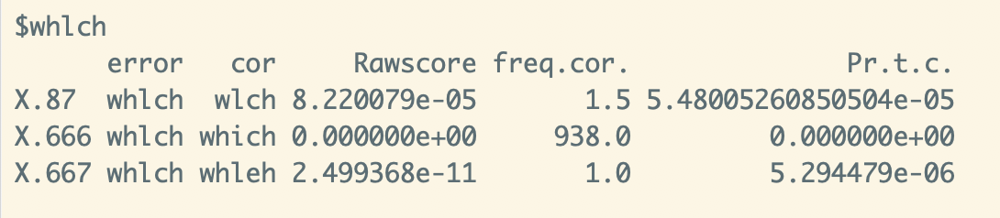 $whlch
error cor Rawscore freq.cor. Pr.t.c.
X.87 whlch wlch 8.220079e-05 1.5 5.48005260850504e-05
X.666 whlch which 0.000000e+00 938.0 0.000000e+00
X.667 whlch whleh 2.499368e-11 1.0 5.294479e-06